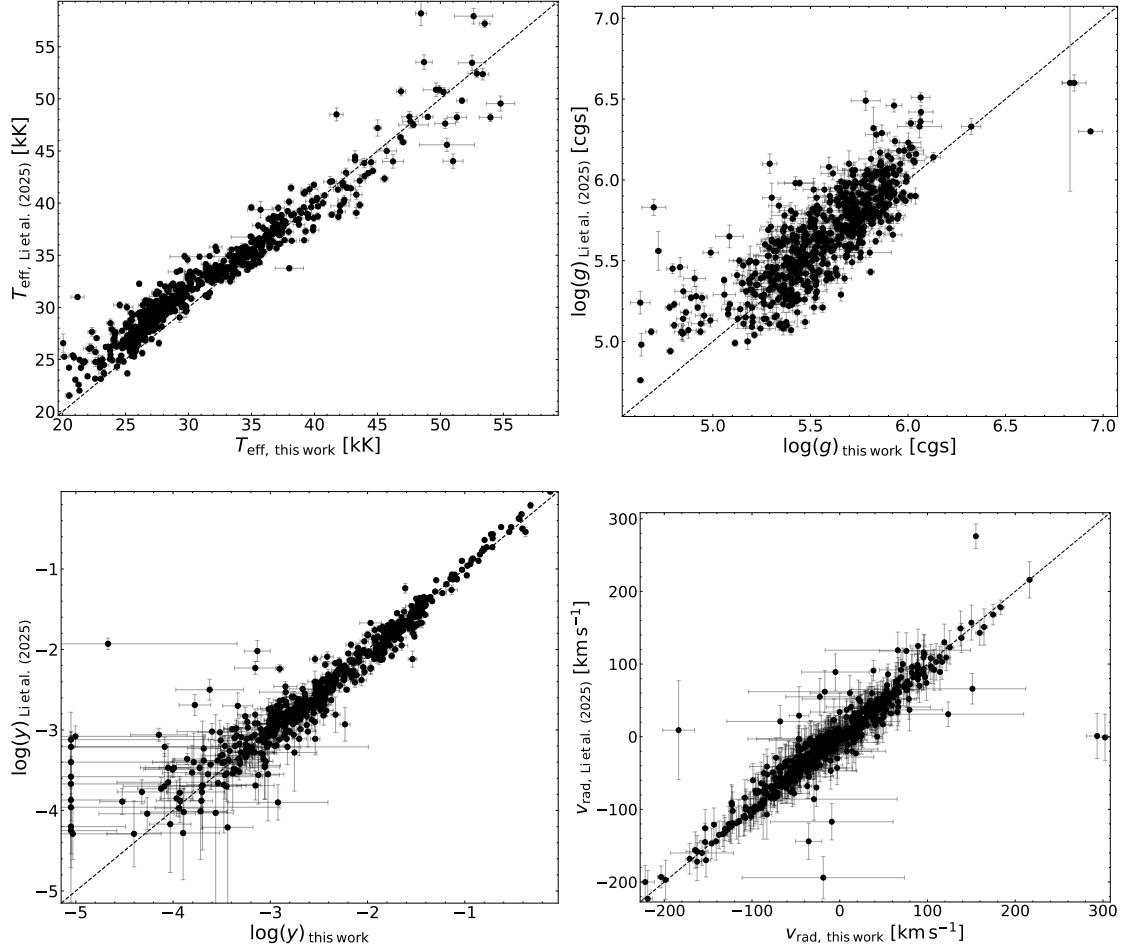 55
50
45
40
35
30
25
20
T_eff, Li et al. (2025) [kK]
20 25 30 35 40 45 50 55
T_eff, this work [kK]
7.0
6.5
6.0
5.5
5.0
log(g) Li et al. (2025) [cgs]
5.0 5.5 6.0 6.5 7.0
log(g) this work [cgs]
−1
−2
−3
−4
−5
log(y) Li et al. (2025)
−5 −4 −3 −2 −1
log(y) this work
300
200
100
0
−100
−200
v_rad, Li et al. (2025) [km s⁻¹]
−200 −100 0 100 200 300
v_rad, this work [km s⁻¹]